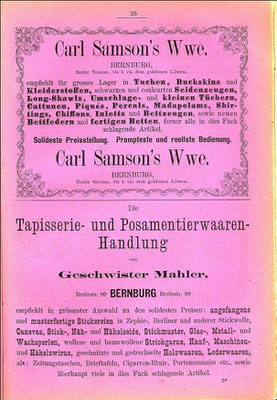 — 35 —
Carl Samson's Wwe.
BERNBURG,
Breite Strasse, vis à vis dem goldenen Löwen.
empfiehlt ihr grosses Lager in Tuchen, Buckskins und
Kleiderstoffen, schwarzen und couleurten Seidenzeugen,
Long-Shawls, Umschlage- und kleinen Tüchern,
Cattunen, Piqués, Percals, Madapolams, Shir-
tings, Chiffons, Inletts und Bettzeugen, sowie neuen
Bettfedern und fertigen Betten, ferner alle in dies Fach
schlagende Artikel.
Solideste Preisstellung. Prompteste und reellste Bedienung.
Carl Samson's Wwe.
BERNBURG,
Breite Strasse, vis à vis dem goldenen Löwen.
Die
Tapisserie- und Posamentierwaaren-
Handlung
von
Geschwister Mahler,
Breitestr. 90 BERNBURG Breitestr. 90
empfiehlt in grösster Auswahl zu den solidesten Preisen: angefangene
und musterfertige Stickereien in Zephir-, Berliner und anderer Stickwolle,
Canevas, Stick-, Näh- und Häkelseide, Stickmuster, Glas-, Metall- und
Wachsperlen, wollene und baumwollene Strickgarne, Hanf-, Maschinen-
und Häkelzwirne, geschnitzte und gedrechselte Holzwaaren, Lederwaaren,
als: Zeitungstaschen, Brieftafeln, Cigarren-Etuis, Portemonnaies etc., sowie
überhaupt viele in dies Fach schlagende Artikel.